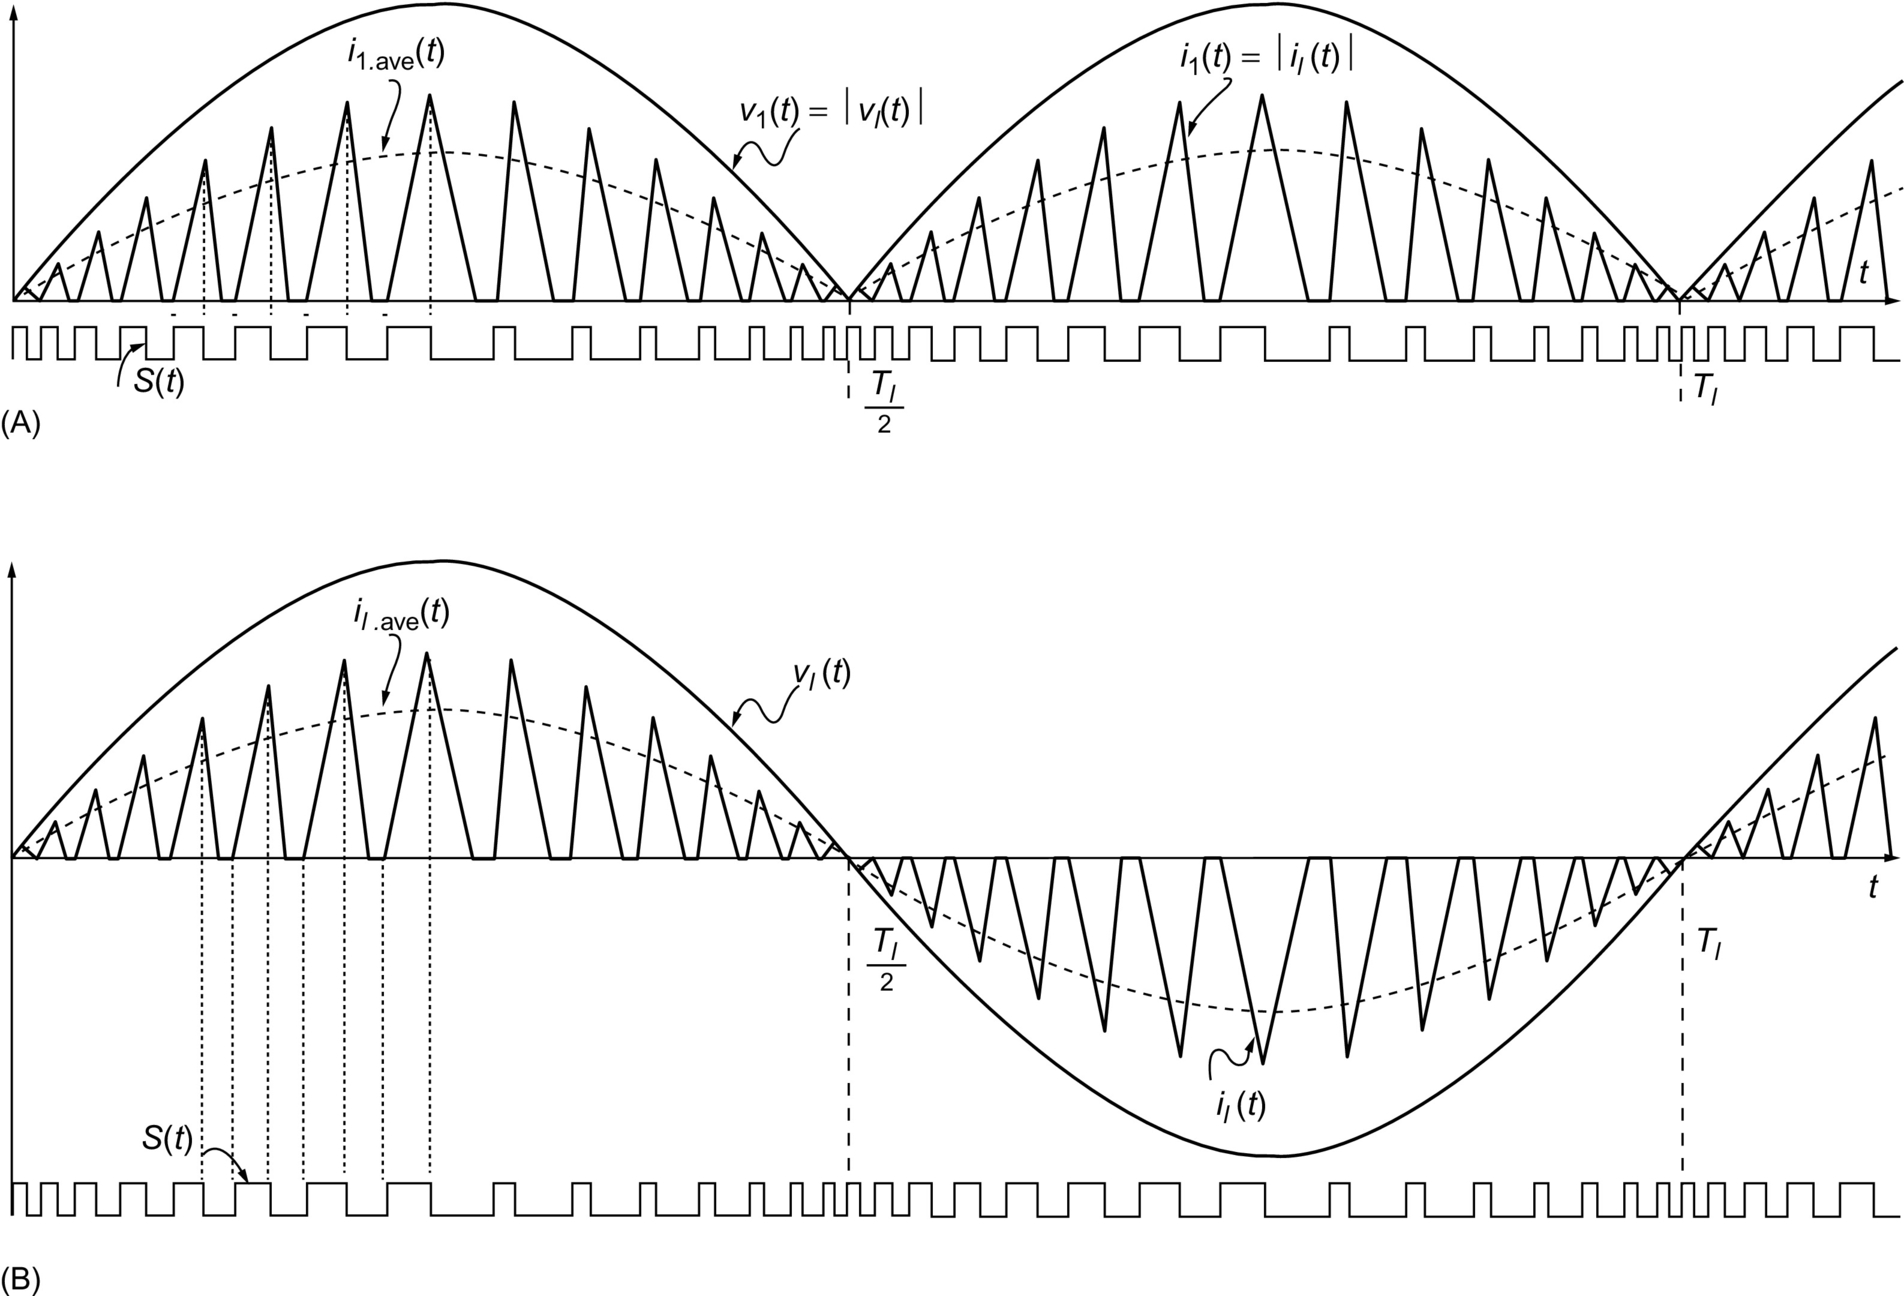 i1.ave(t)
i1(t) = |il(t)|
v1(t) = |vl(t)|
t
S(t)
Tl
2
Tl
(A)
il.ave(t)
vl(t)
t
Tl
2
Tl
il(t)
S(t)
(B)